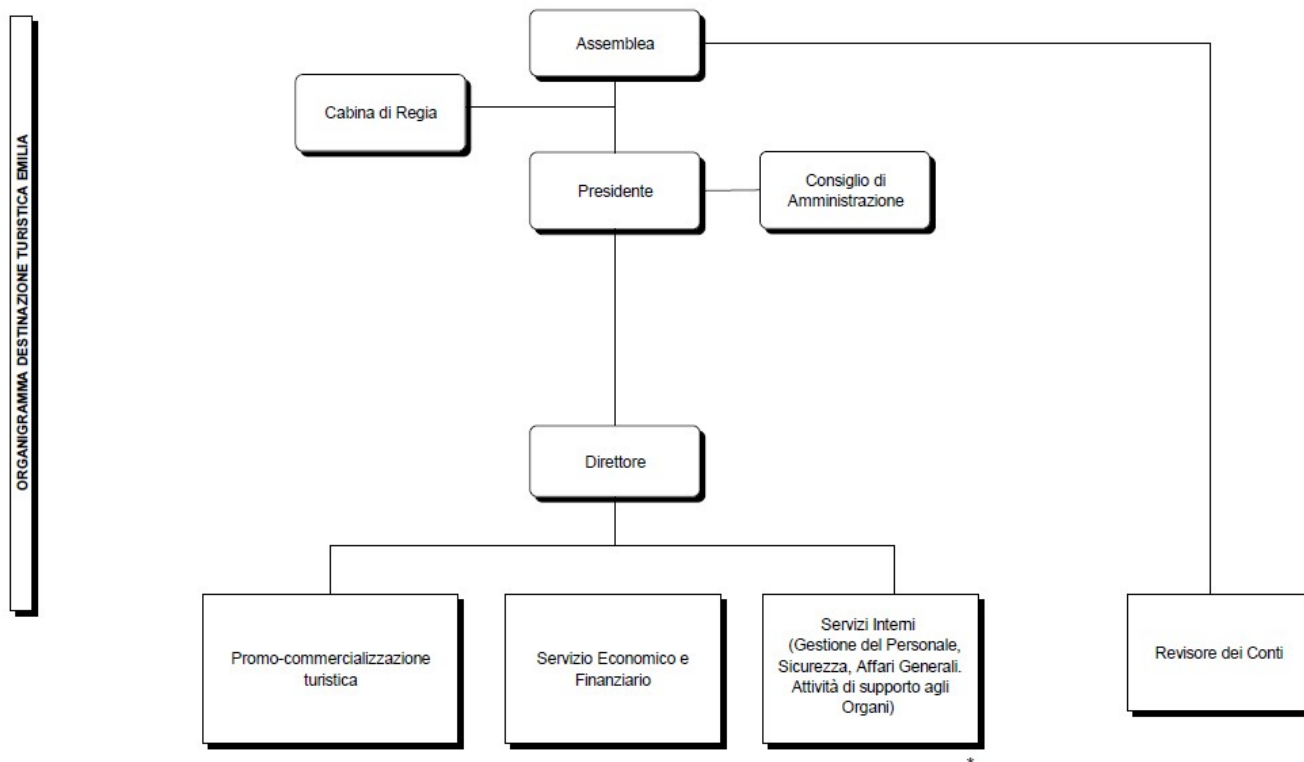 ORGANIGRAMMA DESTINAZIONE TURISTICA EMILIA
Assemblea
Cabina di Regia
Presidente
Consiglio di
Amministrazione
Direttore
Promo-commercializzazione
turistica
Servizio Economico e
Finanziario
Servizi Interni
(Gestione del Personale,
Sicurezza, Affari Generali.
Attività di supporto agli
Organi)
*
Revisore dei Conti